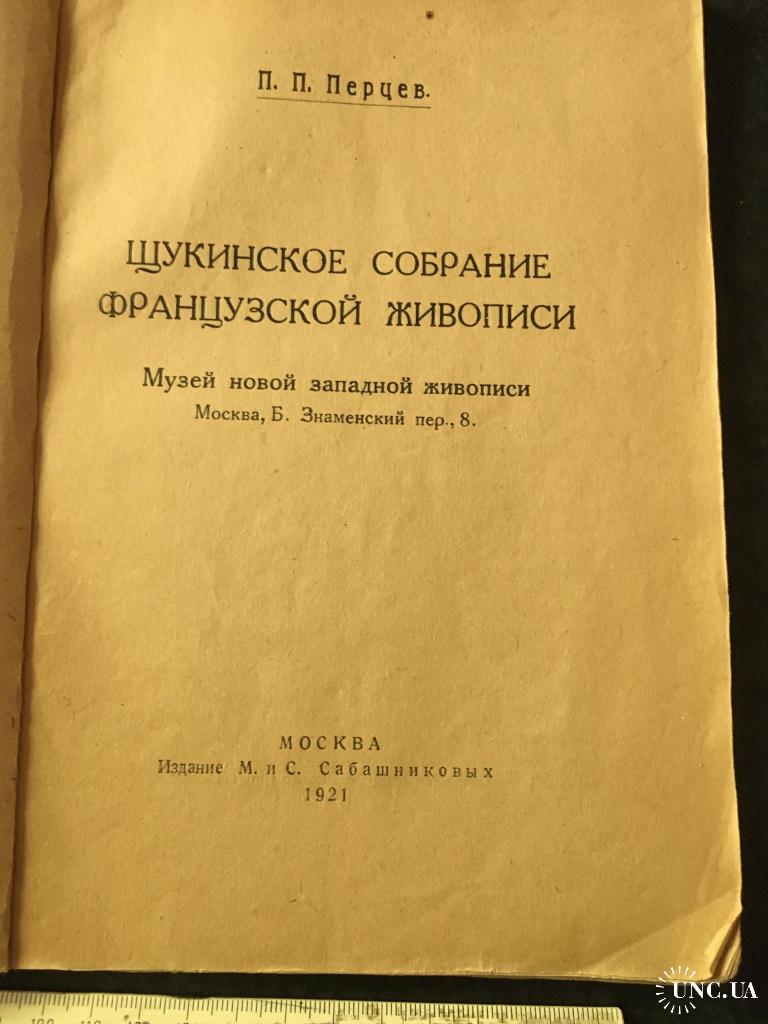 П. П. Перцев.
ЩУКИНСКОЕ СОБРАНИЕ
ФРАНЦУЗСКОЙ ЖИВОПИСИ
Музей новой западной живописи
Москва, Б. Знаменский пер., 8.
МОСКВА
Издание М. и С. Сабашниковых
1921
UNC.UA